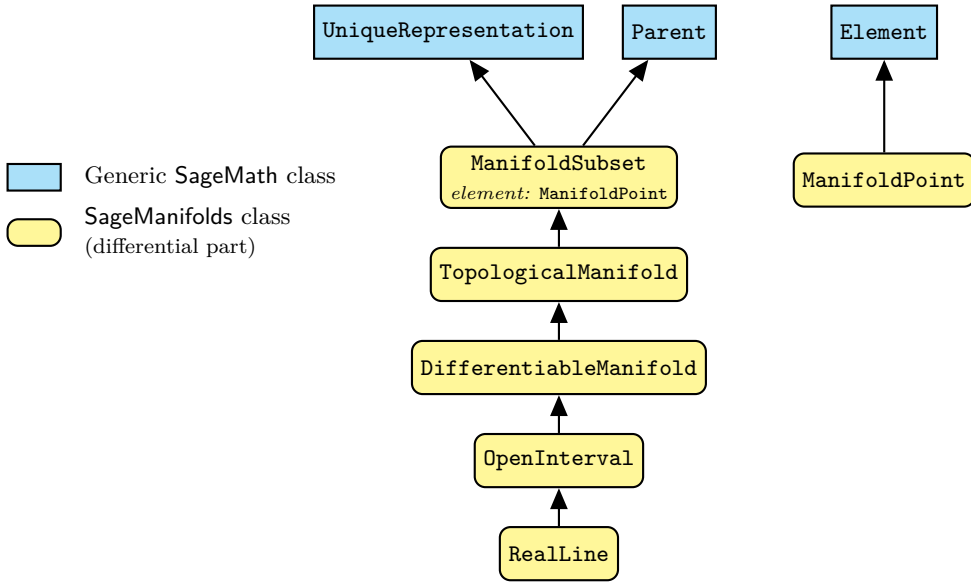 UniqueRepresentation
Parent
Element
Generic SageMath class
SageManifolds class
(differential part)
ManifoldSubset
element: ManifoldPoint
ManifoldPoint
TopologicalManifold
DifferentiableManifold
OpenInterval
RealLine